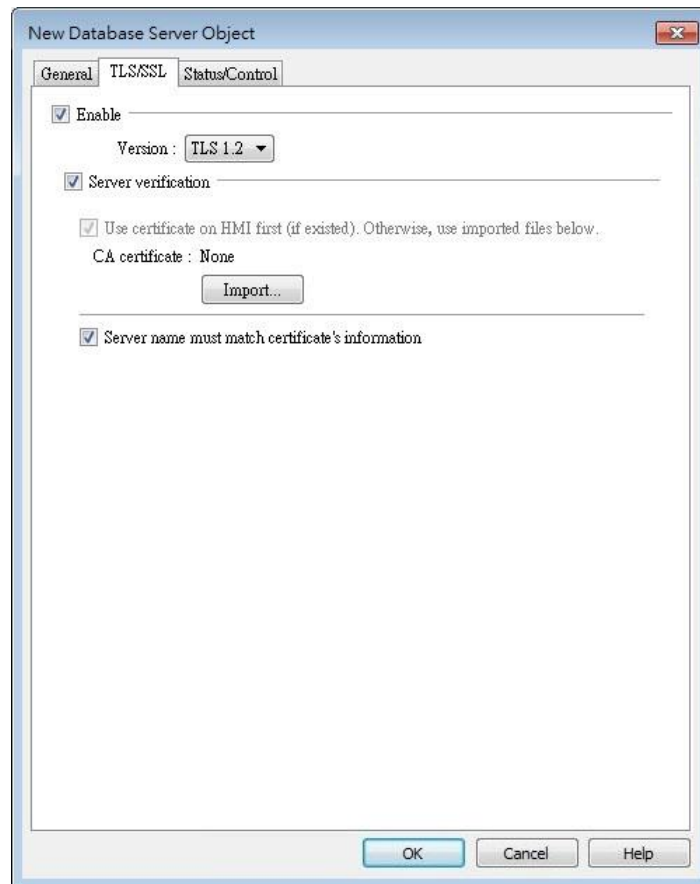 New Database Server Object
General TLS/SSL Status/Control
Enable
Version : TLS 1.2
Server verification
Use certificate on HMI first (if existed). Otherwise, use imported files below.
CA certificate : None
Import...
Server name must match certificate's information
OK Cancel Help